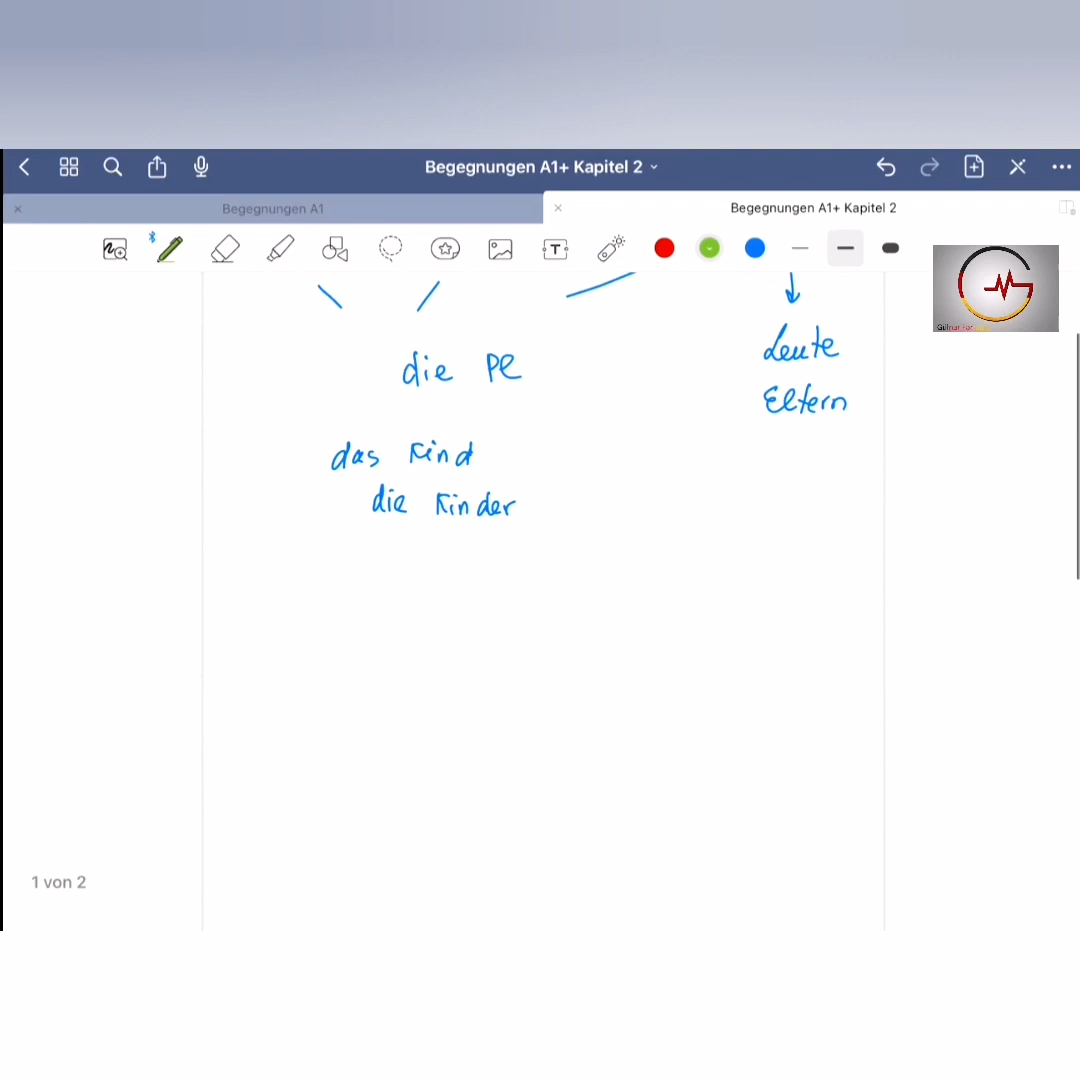 Begegnungen A1+ Kapitel 2
Begegnungen A1
Begegnungen A1+ Kapitel 2
T
Leute
die Pl
Eltern
das Kind
die Kinder
1 von 2